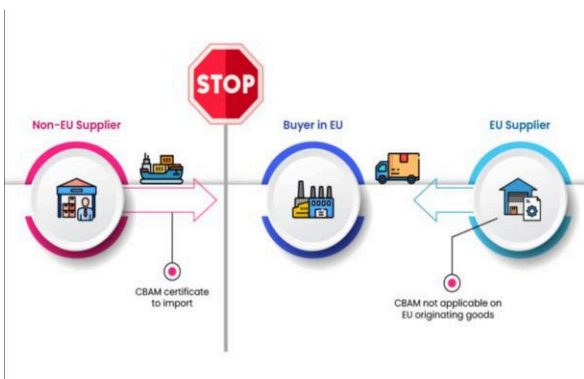 STOP
Non-EU Supplier
Buyer in EU
EU Supplier
CBAM certificate
to import
CBAM not applicable on
EU originating goods